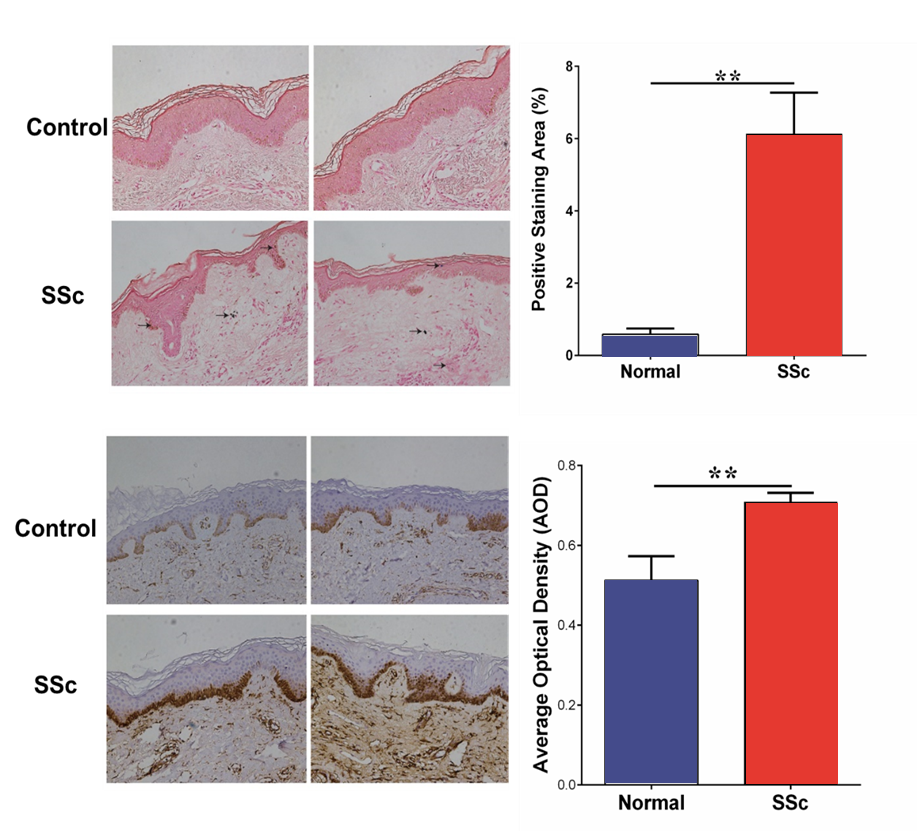 Control
SSc
Positive Staining Area (%)
8
6
4
2
0
**
Normal SSc
Control
SSc
Average Optical Density (AOD)
0.8
0.6
0.4
0.2
0.0
**
Normal SSc